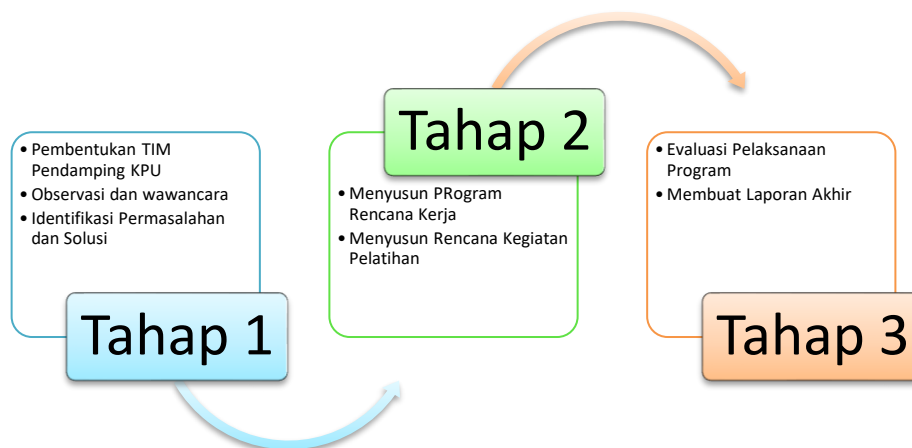 • Pembentukan TIM
Pendamping KPU
• Observasi dan wawancara
• Identifikasi Permasalahan
dan Solusi
Tahap 1
Tahap 2
• Menyusun PRogram
Rencana Kerja
• Menyusun Rencana Kegiatan
Pelatihan
• Evaluasi Pelaksanaan
Program
• Membuat Laporan Akhir
Tahap 3